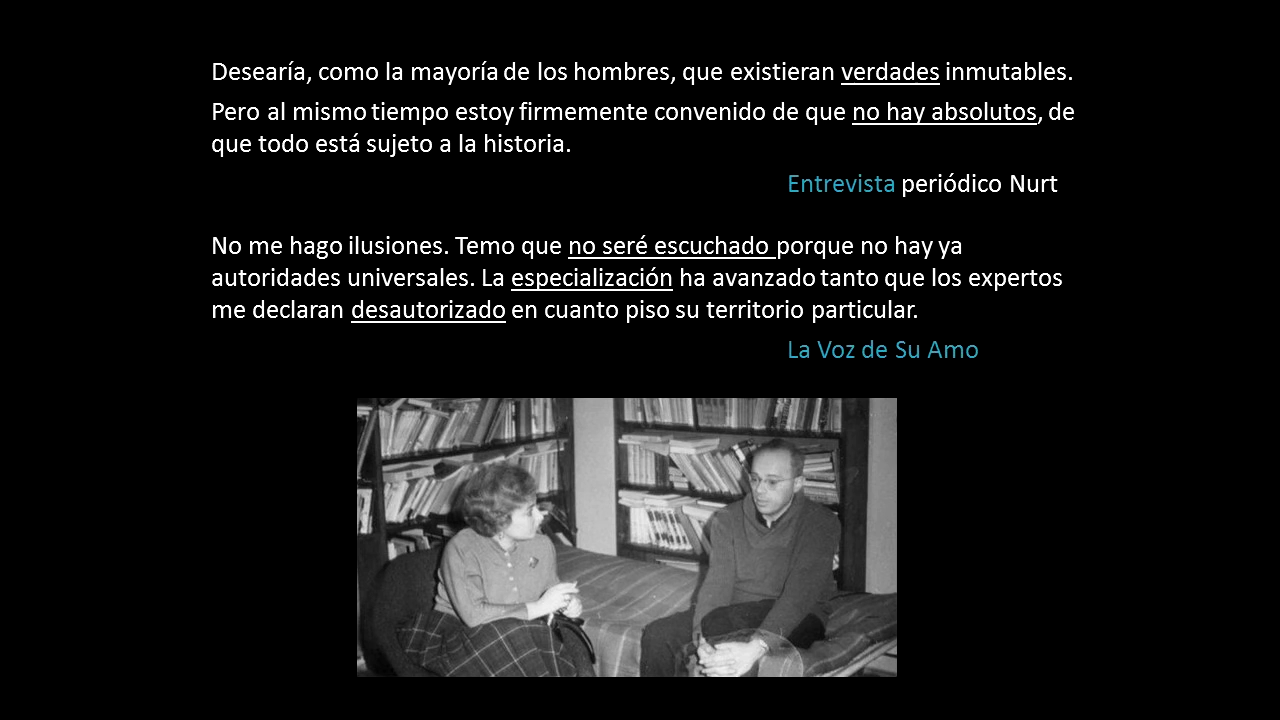 Desearía, como la mayoría de los hombres, que existieran verdades inmutables.
Pero al mismo tiempo estoy firmemente convenido de que no hay absolutos, de
que todo está sujeto a la historia.
Entrevista periódico Nurt
No me hago ilusiones. Temo que no seré escuchado porque no hay ya
autoridades universales. La especialización ha avanzado tanto que los expertos
me declaran desautorizado en cuanto piso su territorio particular.
La Voz de Su Amo